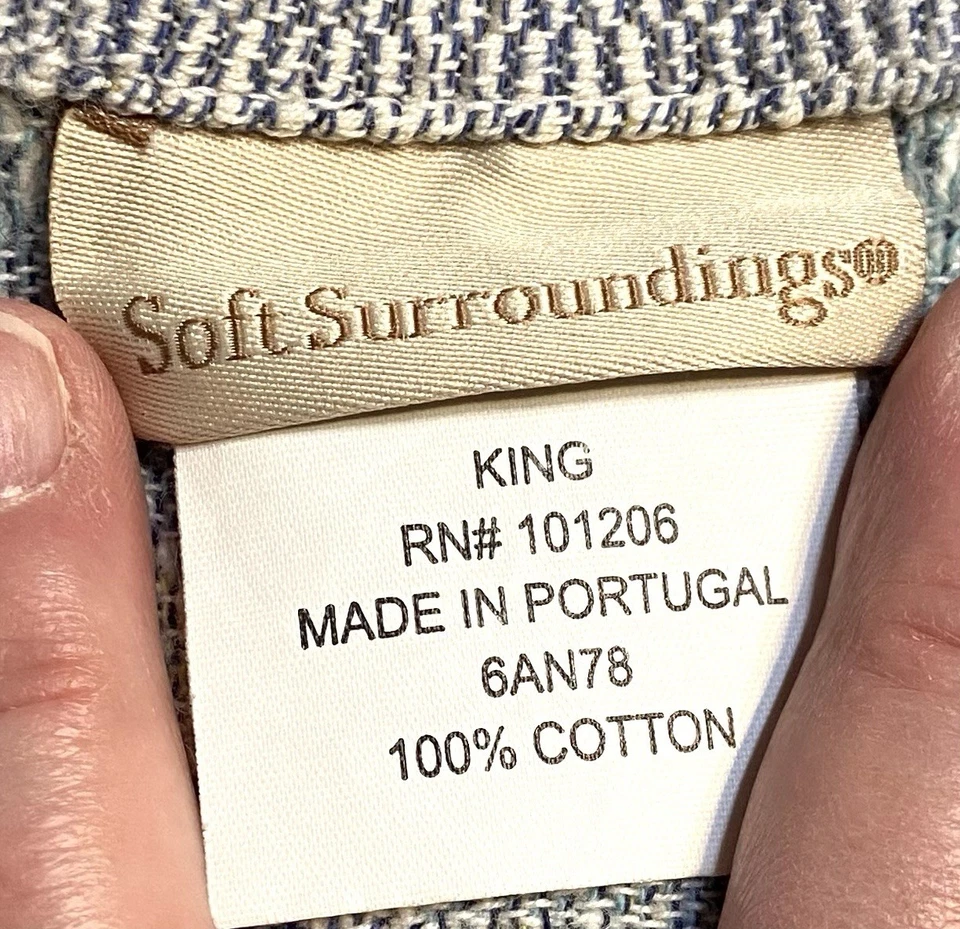 Soft Surroundings®
KING
RN# 101206
MADE IN PORTUGAL
6AN78
100% COTTON